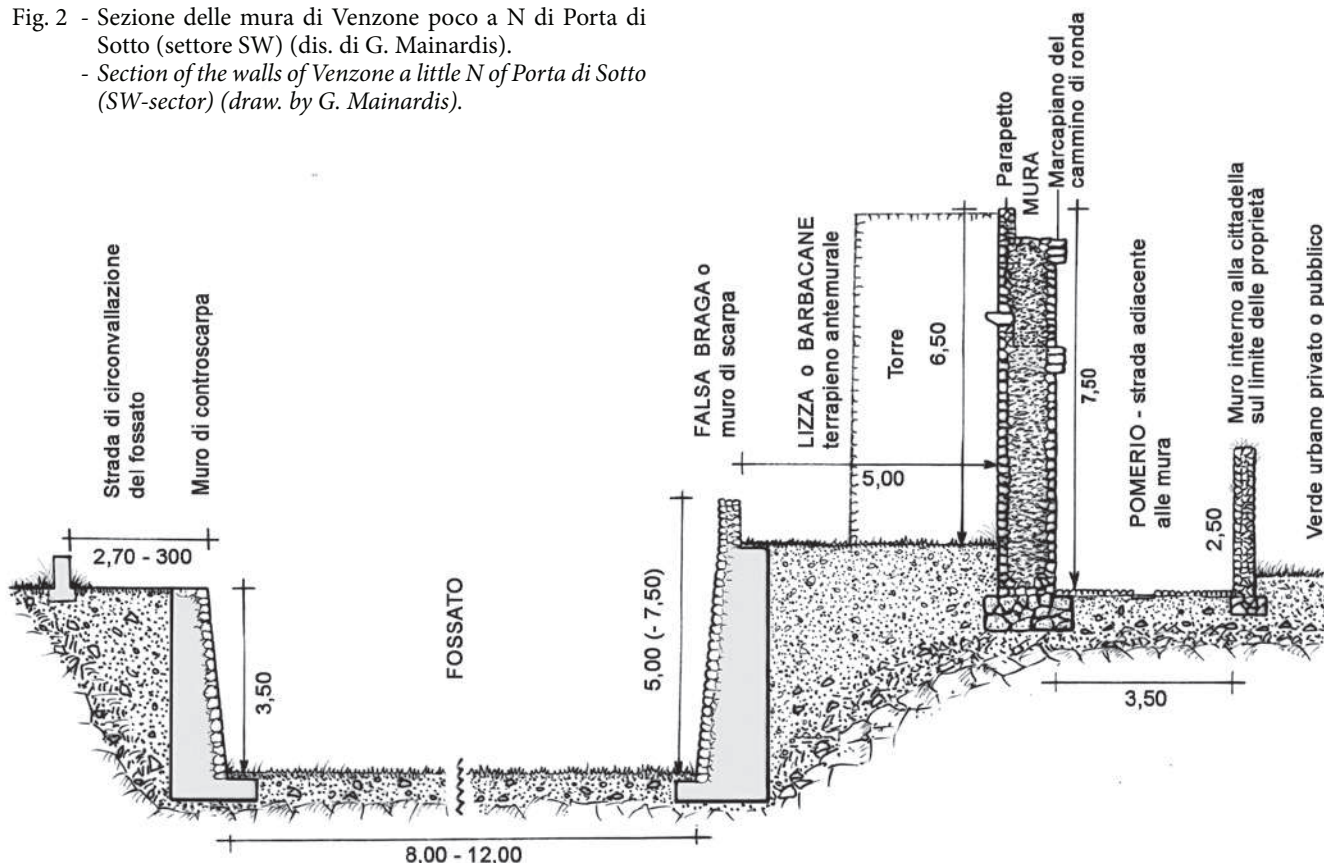 Fig. 2 - Sezione delle mura di Venzone poco a N di Porta di
Sotto (settore SW) (dis. di G. Mainardis).
- Section of the walls of Venzone a little N of Porta di Sotto
(SW-sector) (draw. by G. Mainardis).
Strada di circonvallazione
del fossato
Muro di controscarpa
2,70 - 300
3,50
FOSSATO
8,00 - 12,00
5,00 (- 7,50)
FALSA BRAGA o
muro di scarpa
LIZZA o BARBACANE
terrapieno antemurale
5,00
Torre
6,50
Parapetto
MURA
Marcapiano del
cammino di ronda
7,50
POMERIO - strada adiacente
alle mura
3,50
2,50
Muro interno alla cittadella
sul limite delle proprietà
Verde urbano privato o pubblico